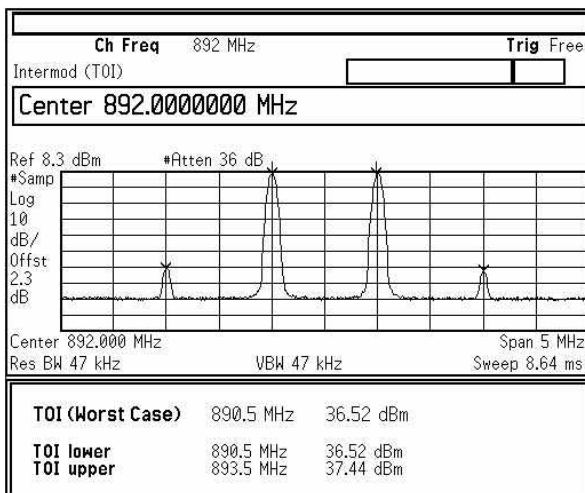 Ch Freq 892 MHz Trig Free
Intermod (TOI)
Center 892.0000000 MHz
Ref 8.3 dBm #Atten 36 dB
#Samp
Log
10
dB/
Offst
2.3
dB
Center 892.000 MHz Span 5 MHz
Res BW 47 kHz VBW 47 kHz Sweep 8.64 ms
TOI (Worst Case) 890.5 MHz 36.52 dBm
TOI lower 890.5 MHz 36.52 dBm
TOI upper 893.5 MHz 37.44 dBm